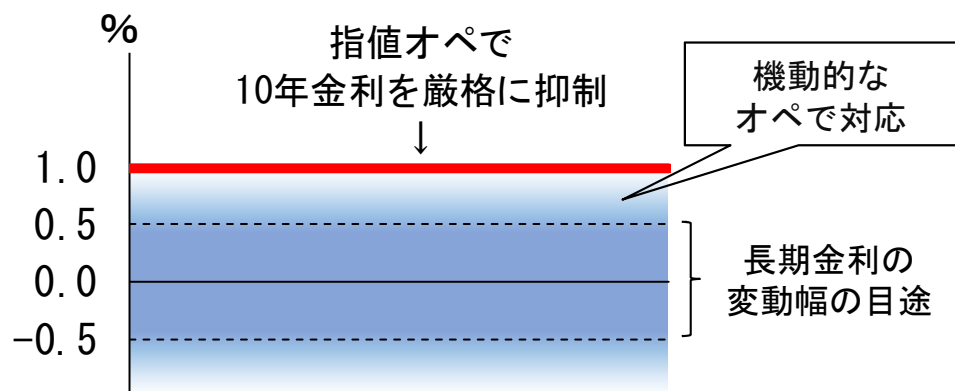 %
指値オペで
10年金利を厳格に抑制
↓
機動的な
オペで対応
1.0
0.5
0.0
-0.5
長期金利の
変動幅の目途